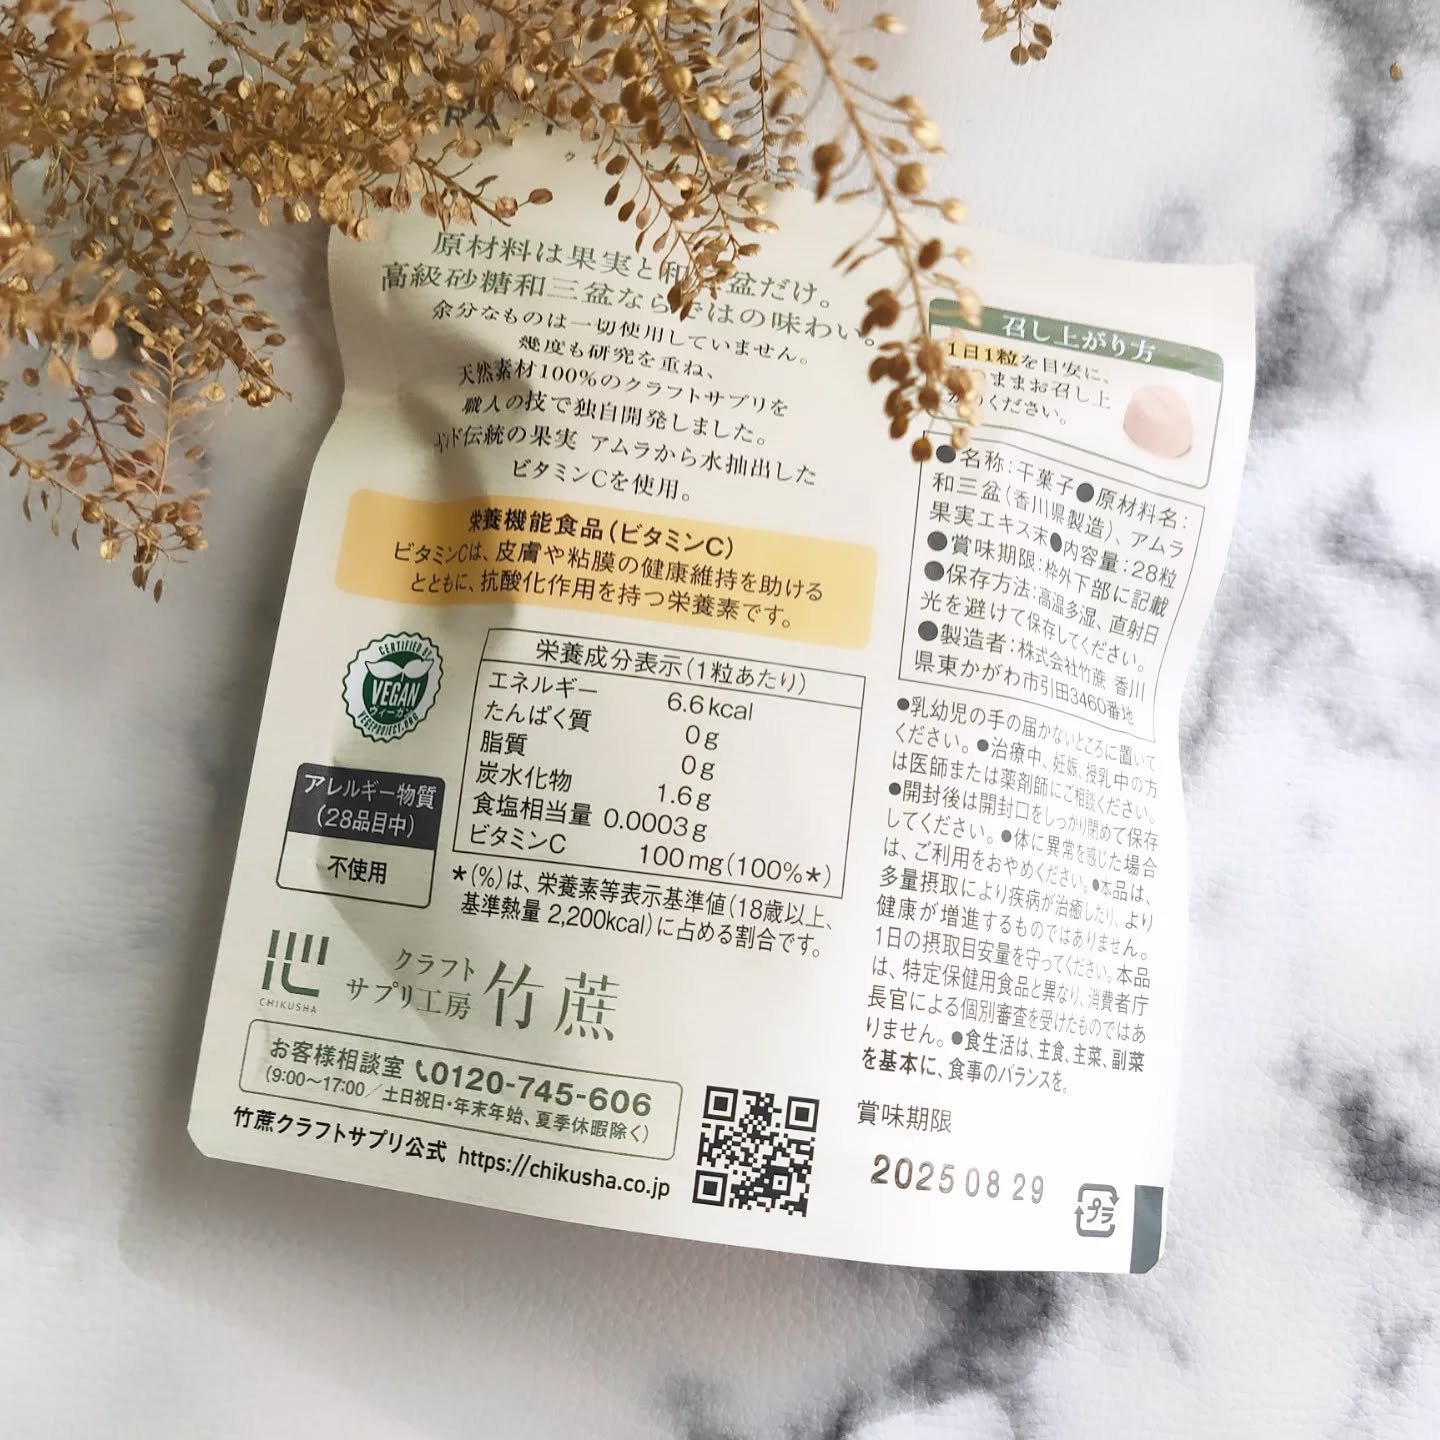 原材料は果実と和三盆だけ。
高級砂糖和三盆ならではの味わい。
余分なものは一切使用していません。
幾度も研究を重ね、
天然素材100%のクラフトサプリを
職人の技で独自開発しました。
インド伝統の果実 アムラから水抽出した
ビタミンCを使用。
栄養機能食品(ビタミンC)
ビタミンCは、皮膚や粘膜の健康維持を助ける
とともに、抗酸化作用を持つ栄養素です。
CERTIFIED BY
VEGAN
ヴィーガン
VEGEPROJECT.ORG
アレルギー物質
(28品目中)
不使用
栄養成分表示(1粒あたり)
エネルギー 6.6kcal
たんぱく質 0g
脂質 0g
炭水化物 1.6g
食塩相当量 0.0003g
ビタミンC 100mg(100%*)
*(%)は、栄養素等表示基準値(18歳以上、
基準熱量 2,200kcal)に占める割合です。
CHIKUSHA
クラフト
サプリ工房 竹蔗
お客様相談室 0120-745-606
(9:00〜17:00/土日祝日・年末年始、夏季休暇除く)
竹蔗クラフトサプリ公式 https://chikusha.co.jp
召し上がり方
1日1粒を目安に、
そのままお召し上
がりください。
●名称:干菓子●原材料名:
和三盆(香川県製造)、アムラ
果実エキス末●内容量:28粒
●賞味期限:枠外下部に記載
●保存方法:高温多湿、直射日
光を避けて保存してください。
●製造者:株式会社竹蔗 香川
県東かがわ市引田3460番地
●乳幼児の手の届かないところに置いて
ください。●治療中、妊娠、授乳中の方
は医師または薬剤師にご相談ください。
●開封後は開封口をしっかり閉めて保存
してください。●体に異常を感じた場合
は、ご利用をおやめください。●本品は、
多量摂取により疾病が治癒したり、より
健康が増進するものではありません。
1日の摂取目安量を守ってください。本品
は、特定保健用食品と異なり、消費者庁
長官による個別審査を受けたものではあ
りません。●食生活は、主食、主菜、副菜
を基本に、食事のバランスを。
賞味期限
2025 08 29
プラ